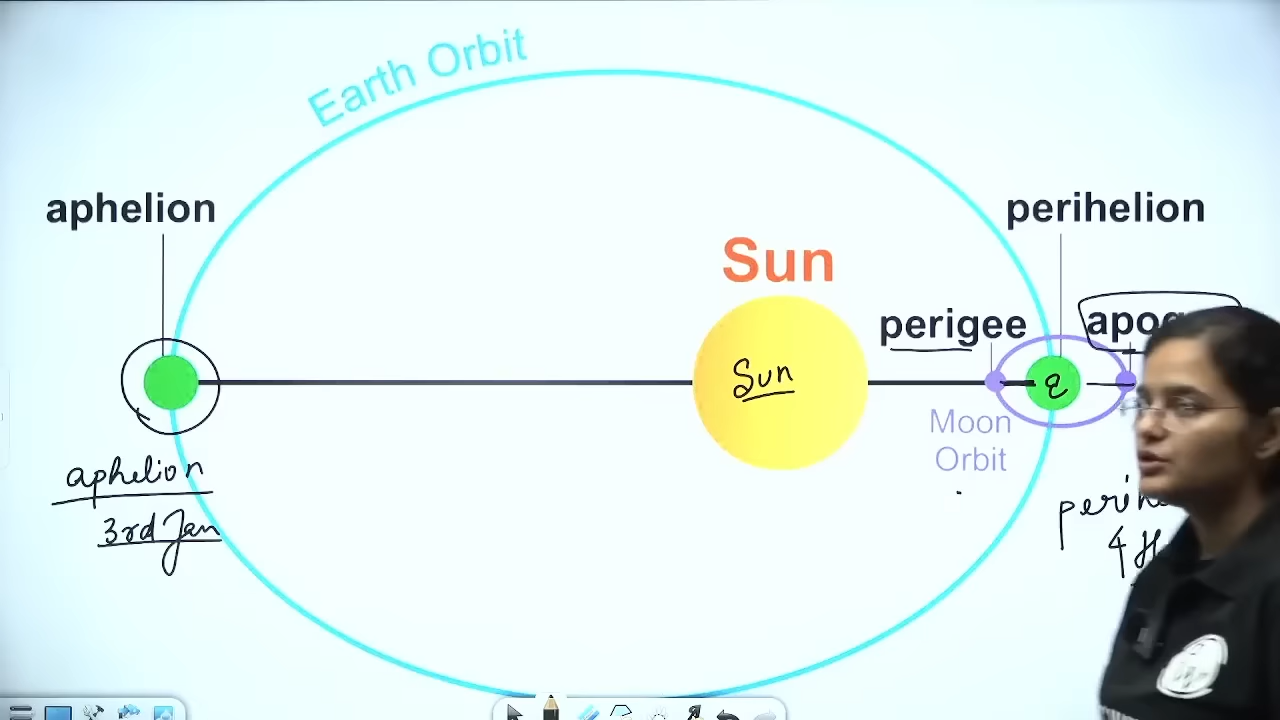 Earth Orbit
aphelion
perihelion
Sun
perigee
Sun
e
Moon
Orbit
aphelion
3rd Jan